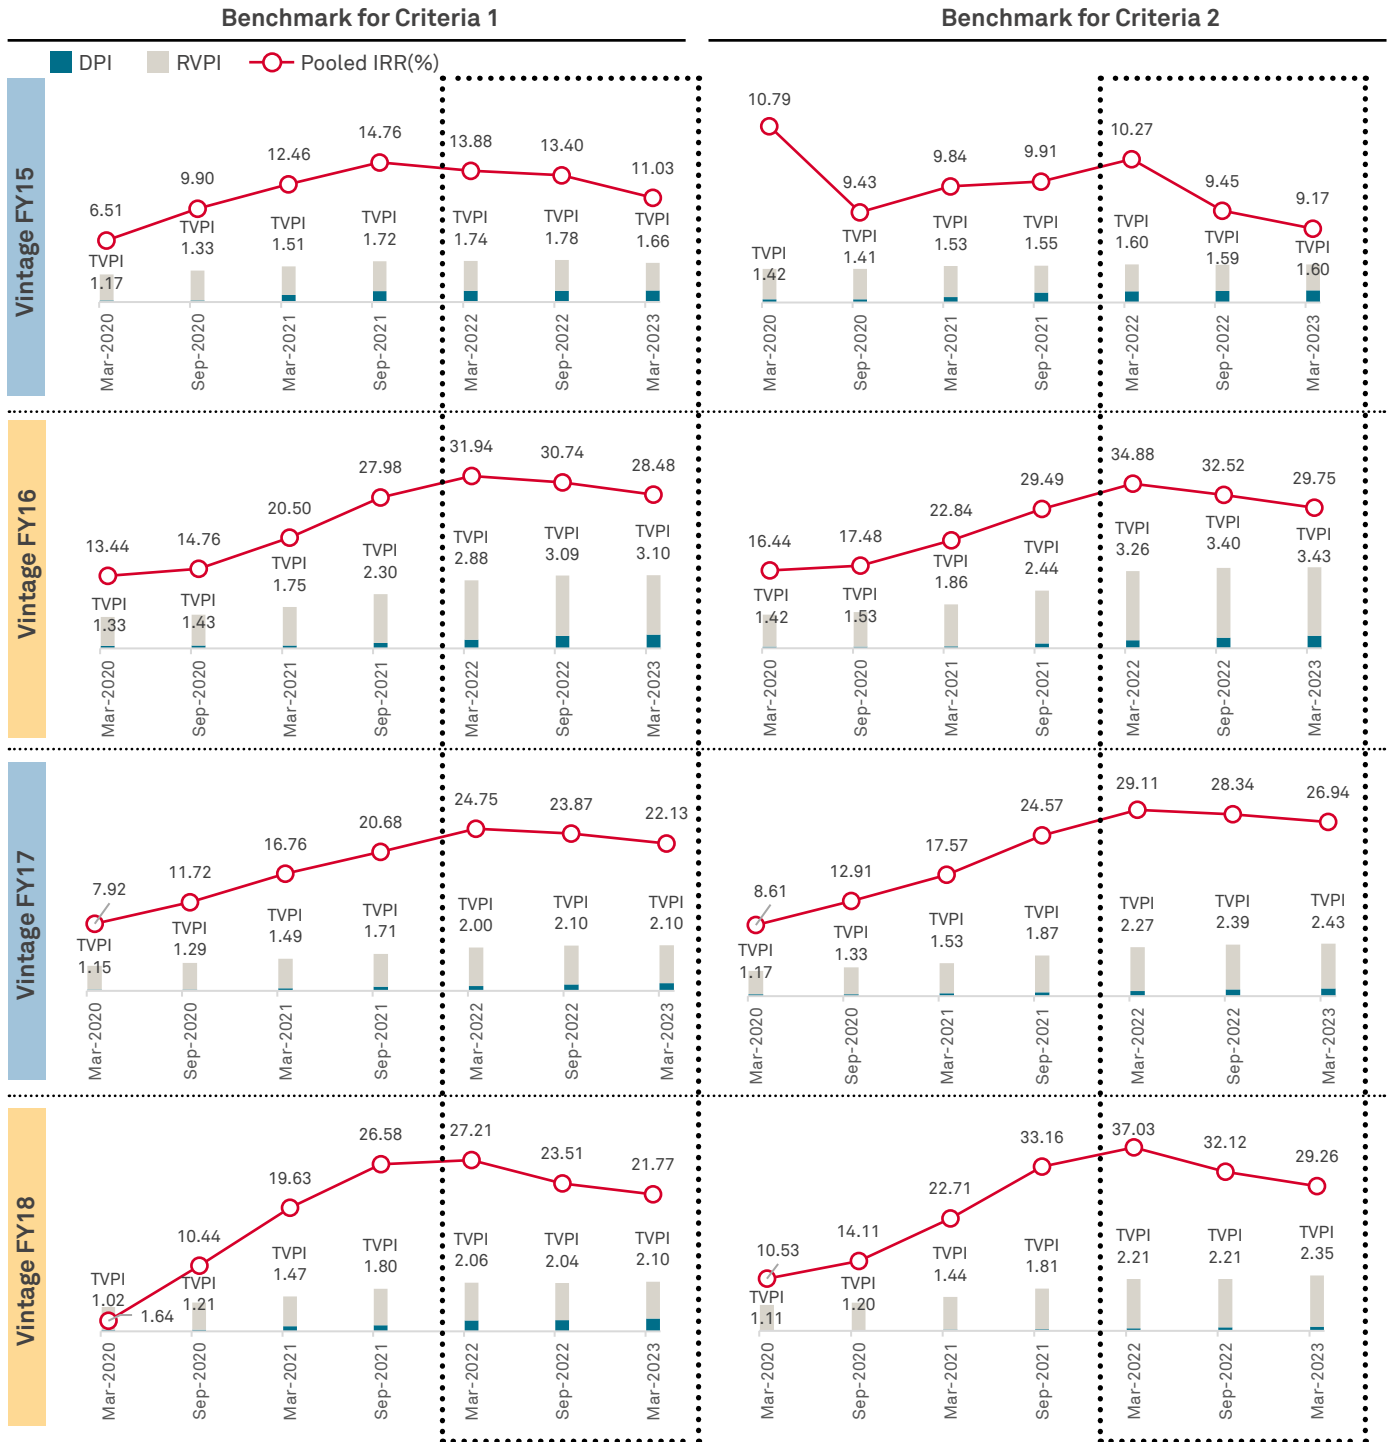 Benchmark for Criteria 1
Benchmark for Criteria 2
DPI RVPI Pooled IRR(%)
Vintage FY15
6.51 9.90 12.46 14.76 13.88 13.40 11.03
TVPI TVPI TVPI TVPI TVPI TVPI TVPI
1.17 1.33 1.51 1.72 1.74 1.78 1.66
Mar-2020 Sep-2020 Mar-2021 Sep-2021 Mar-2022 Sep-2022 Mar-2023
10.79 9.43 9.84 9.91 10.27 9.45 9.17
TVPI TVPI TVPI TVPI TVPI TVPI TVPI
1.42 1.41 1.53 1.55 1.60 1.59 1.60
Mar-2020 Sep-2020 Mar-2021 Sep-2021 Mar-2022 Sep-2022 Mar-2023
Vintage FY16
13.44 14.76 20.50 27.98 31.94 30.74 28.48
TVPI TVPI TVPI TVPI TVPI TVPI TVPI
1.33 1.43 1.75 2.30 2.88 3.09 3.10
Mar-2020 Sep-2020 Mar-2021 Sep-2021 Mar-2022 Sep-2022 Mar-2023
16.44 17.48 22.84 29.49 34.88 32.52 29.75
TVPI TVPI TVPI TVPI TVPI TVPI TVPI
1.42 1.53 1.86 2.44 3.26 3.40 3.43
Mar-2020 Sep-2020 Mar-2021 Sep-2021 Mar-2022 Sep-2022 Mar-2023
Vintage FY17
7.92 11.72 16.76 20.68 24.75 23.87 22.13
TVPI TVPI TVPI TVPI TVPI TVPI TVPI
1.15 1.29 1.49 1.71 2.00 2.10 2.10
Mar-2020 Sep-2020 Mar-2021 Sep-2021 Mar-2022 Sep-2022 Mar-2023
8.61 12.91 17.57 24.57 29.11 28.34 26.94
TVPI TVPI TVPI TVPI TVPI TVPI TVPI
1.17 1.33 1.53 1.87 2.27 2.39 2.43
Mar-2020 Sep-2020 Mar-2021 Sep-2021 Mar-2022 Sep-2022 Mar-2023
Vintage FY18
1.64 10.44 19.63 26.58 27.21 23.51 21.77
TVPI TVPI TVPI TVPI TVPI TVPI TVPI
1.02 1.21 1.47 1.80 2.06 2.04 2.10
Mar-2020 Sep-2020 Mar-2021 Sep-2021 Mar-2022 Sep-2022 Mar-2023
10.53 14.11 22.71 33.16 37.03 32.12 29.26
TVPI TVPI TVPI TVPI TVPI TVPI TVPI
1.11 1.20 1.44 1.81 2.21 2.21 2.35
Mar-2020 Sep-2020 Mar-2021 Sep-2021 Mar-2022 Sep-2022 Mar-2023